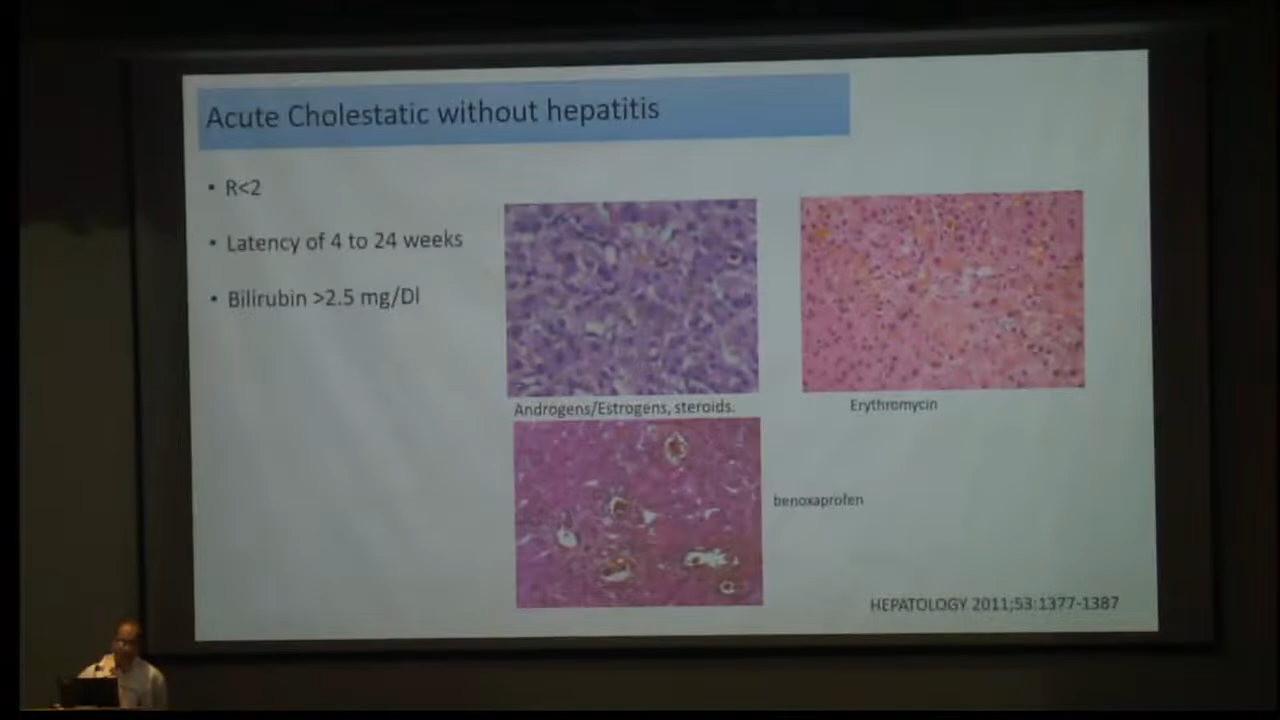 Acute Cholestatic without hepatitis
• R<2
• Latency of 4 to 24 weeks
• Bilirubin >2.5 mg/Dl
Androgens/Estrogens, steroids.
Erythromycin
benoxaprofen
HEPATOLOGY 2011;53:1377-1387